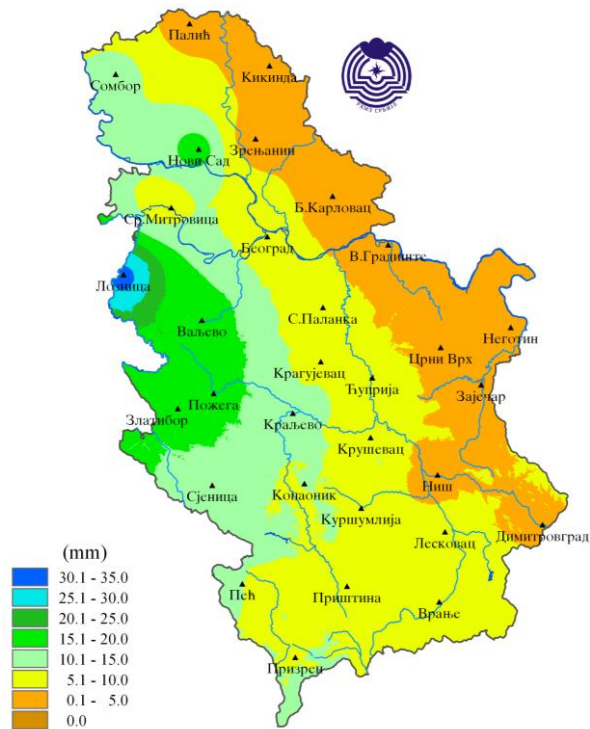 Палић
Кикинда
Сомбор
Зрењанин
Нови Сад
Б.Карловац
Ср.Митровица
Београд
В.Градиште
Лозница
С.Паланка
Ваљево
Неготин
Црни Врх
Крагујевац
Ћуприја
Зајечар
Пожега
Златибор
Краљево
Крушевац
Ниш
Сјеница
Копаоник
Куршумлија
Димитровград
Лесковац
(mm)
30.1 - 35.0
25.1 - 30.0
20.1 - 25.0
15.1 - 20.0
10.1 - 15.0
5.1 - 10.0
0.1 - 5.0
0.0
Пећ
Приштина
Врање
Призрен